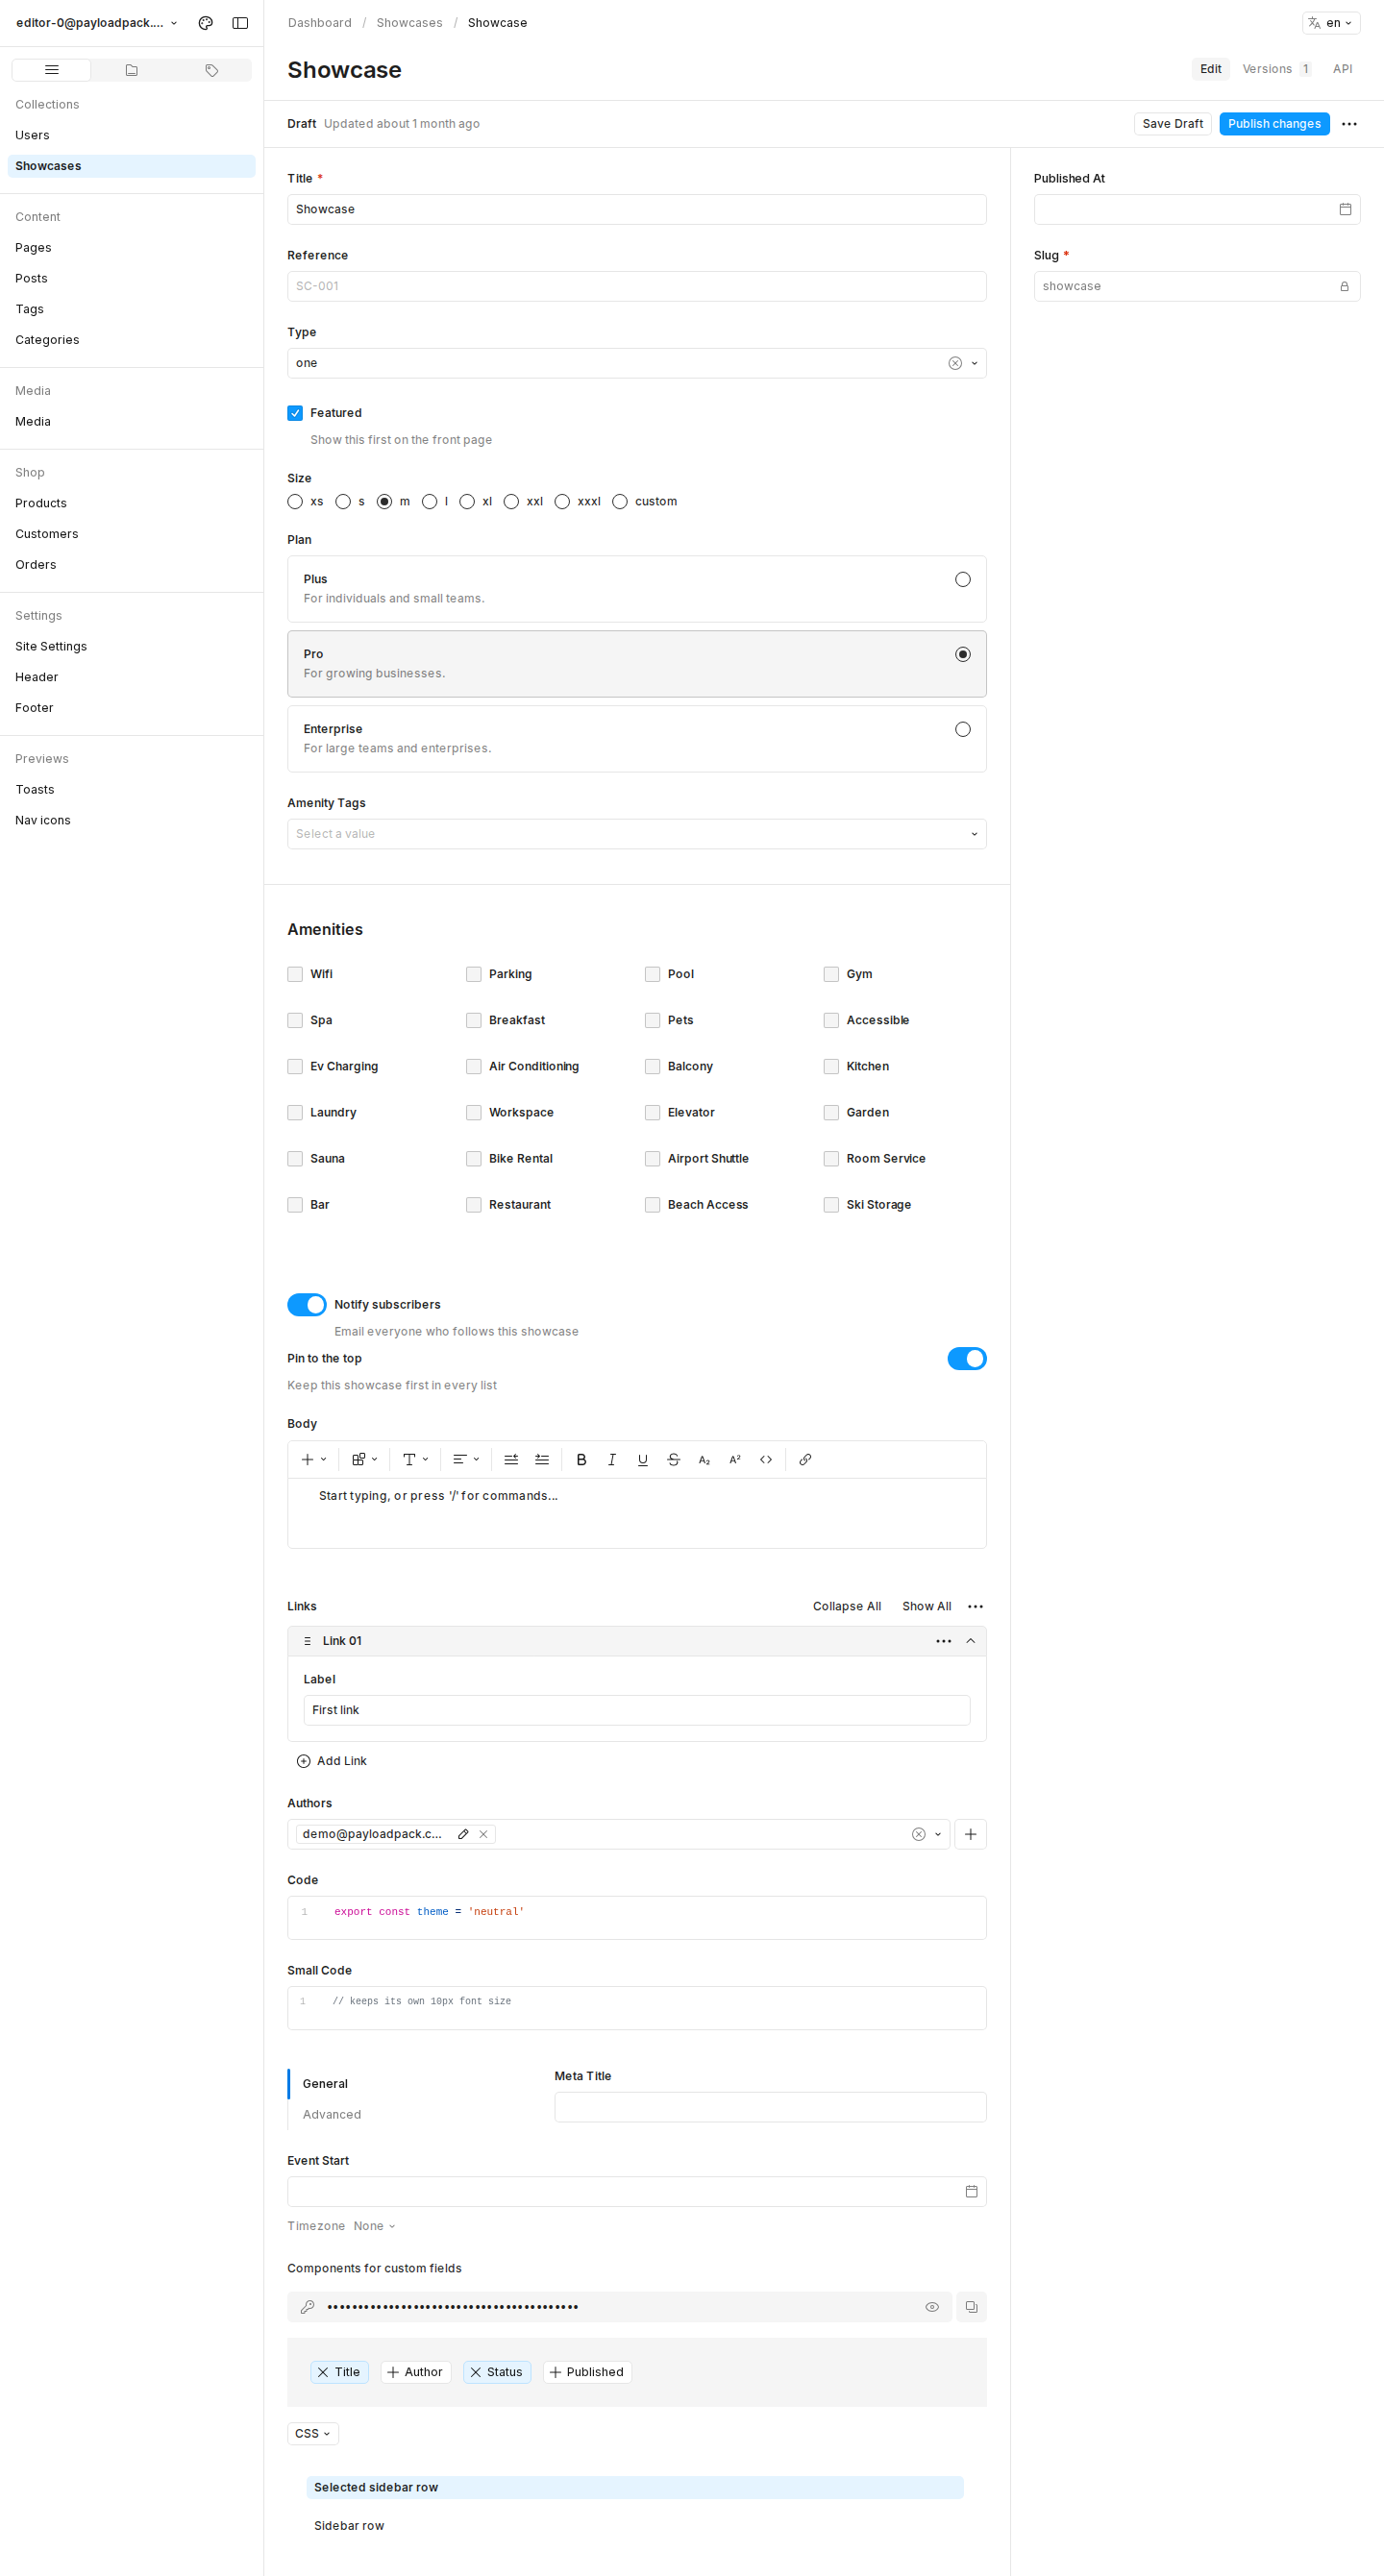 editor-0@payloadpack....
Collections
Users
Showcases
Content
Pages
Posts
Tags
Categories
Media
Media
Shop
Products
Customers
Orders
Settings
Site Settings
Header
Footer
Previews
Toasts
Nav icons
Dashboard / Showcases / Showcase
en
Showcase
Edit Versions 1 API
Draft Updated about 1 month ago
Save Draft Publish changes
Title *
Showcase
Reference
SC-001
Type
one
Featured
Show this first on the front page
Size
xs s m l xl xxl xxxl custom
Plan
Plus
For individuals and small teams.
Pro
For growing businesses.
Enterprise
For large teams and enterprises.
Amenity Tags
Select a value
Amenities
Wifi Parking Pool Gym
Spa Breakfast Pets Accessible
Ev Charging Air Conditioning Balcony Kitchen
Laundry Workspace Elevator Garden
Sauna Bike Rental Airport Shuttle Room Service
Bar Restaurant Beach Access Ski Storage
Notify subscribers
Email everyone who follows this showcase
Pin to the top
Keep this showcase first in every list
Body
Start typing, or press '/' for commands...
Links
Collapse All Show All
Link 01
Label
First link
Add Link
Authors
demo@payloadpack.c...
Code
1 export const theme = 'neutral'
Small Code
1 // keeps its own 10px font size
General
Advanced
Meta Title
Event Start
Timezone None
Components for custom fields
Title Author Status Published
CSS
Selected sidebar row
Sidebar row
Published At
Slug *
showcase